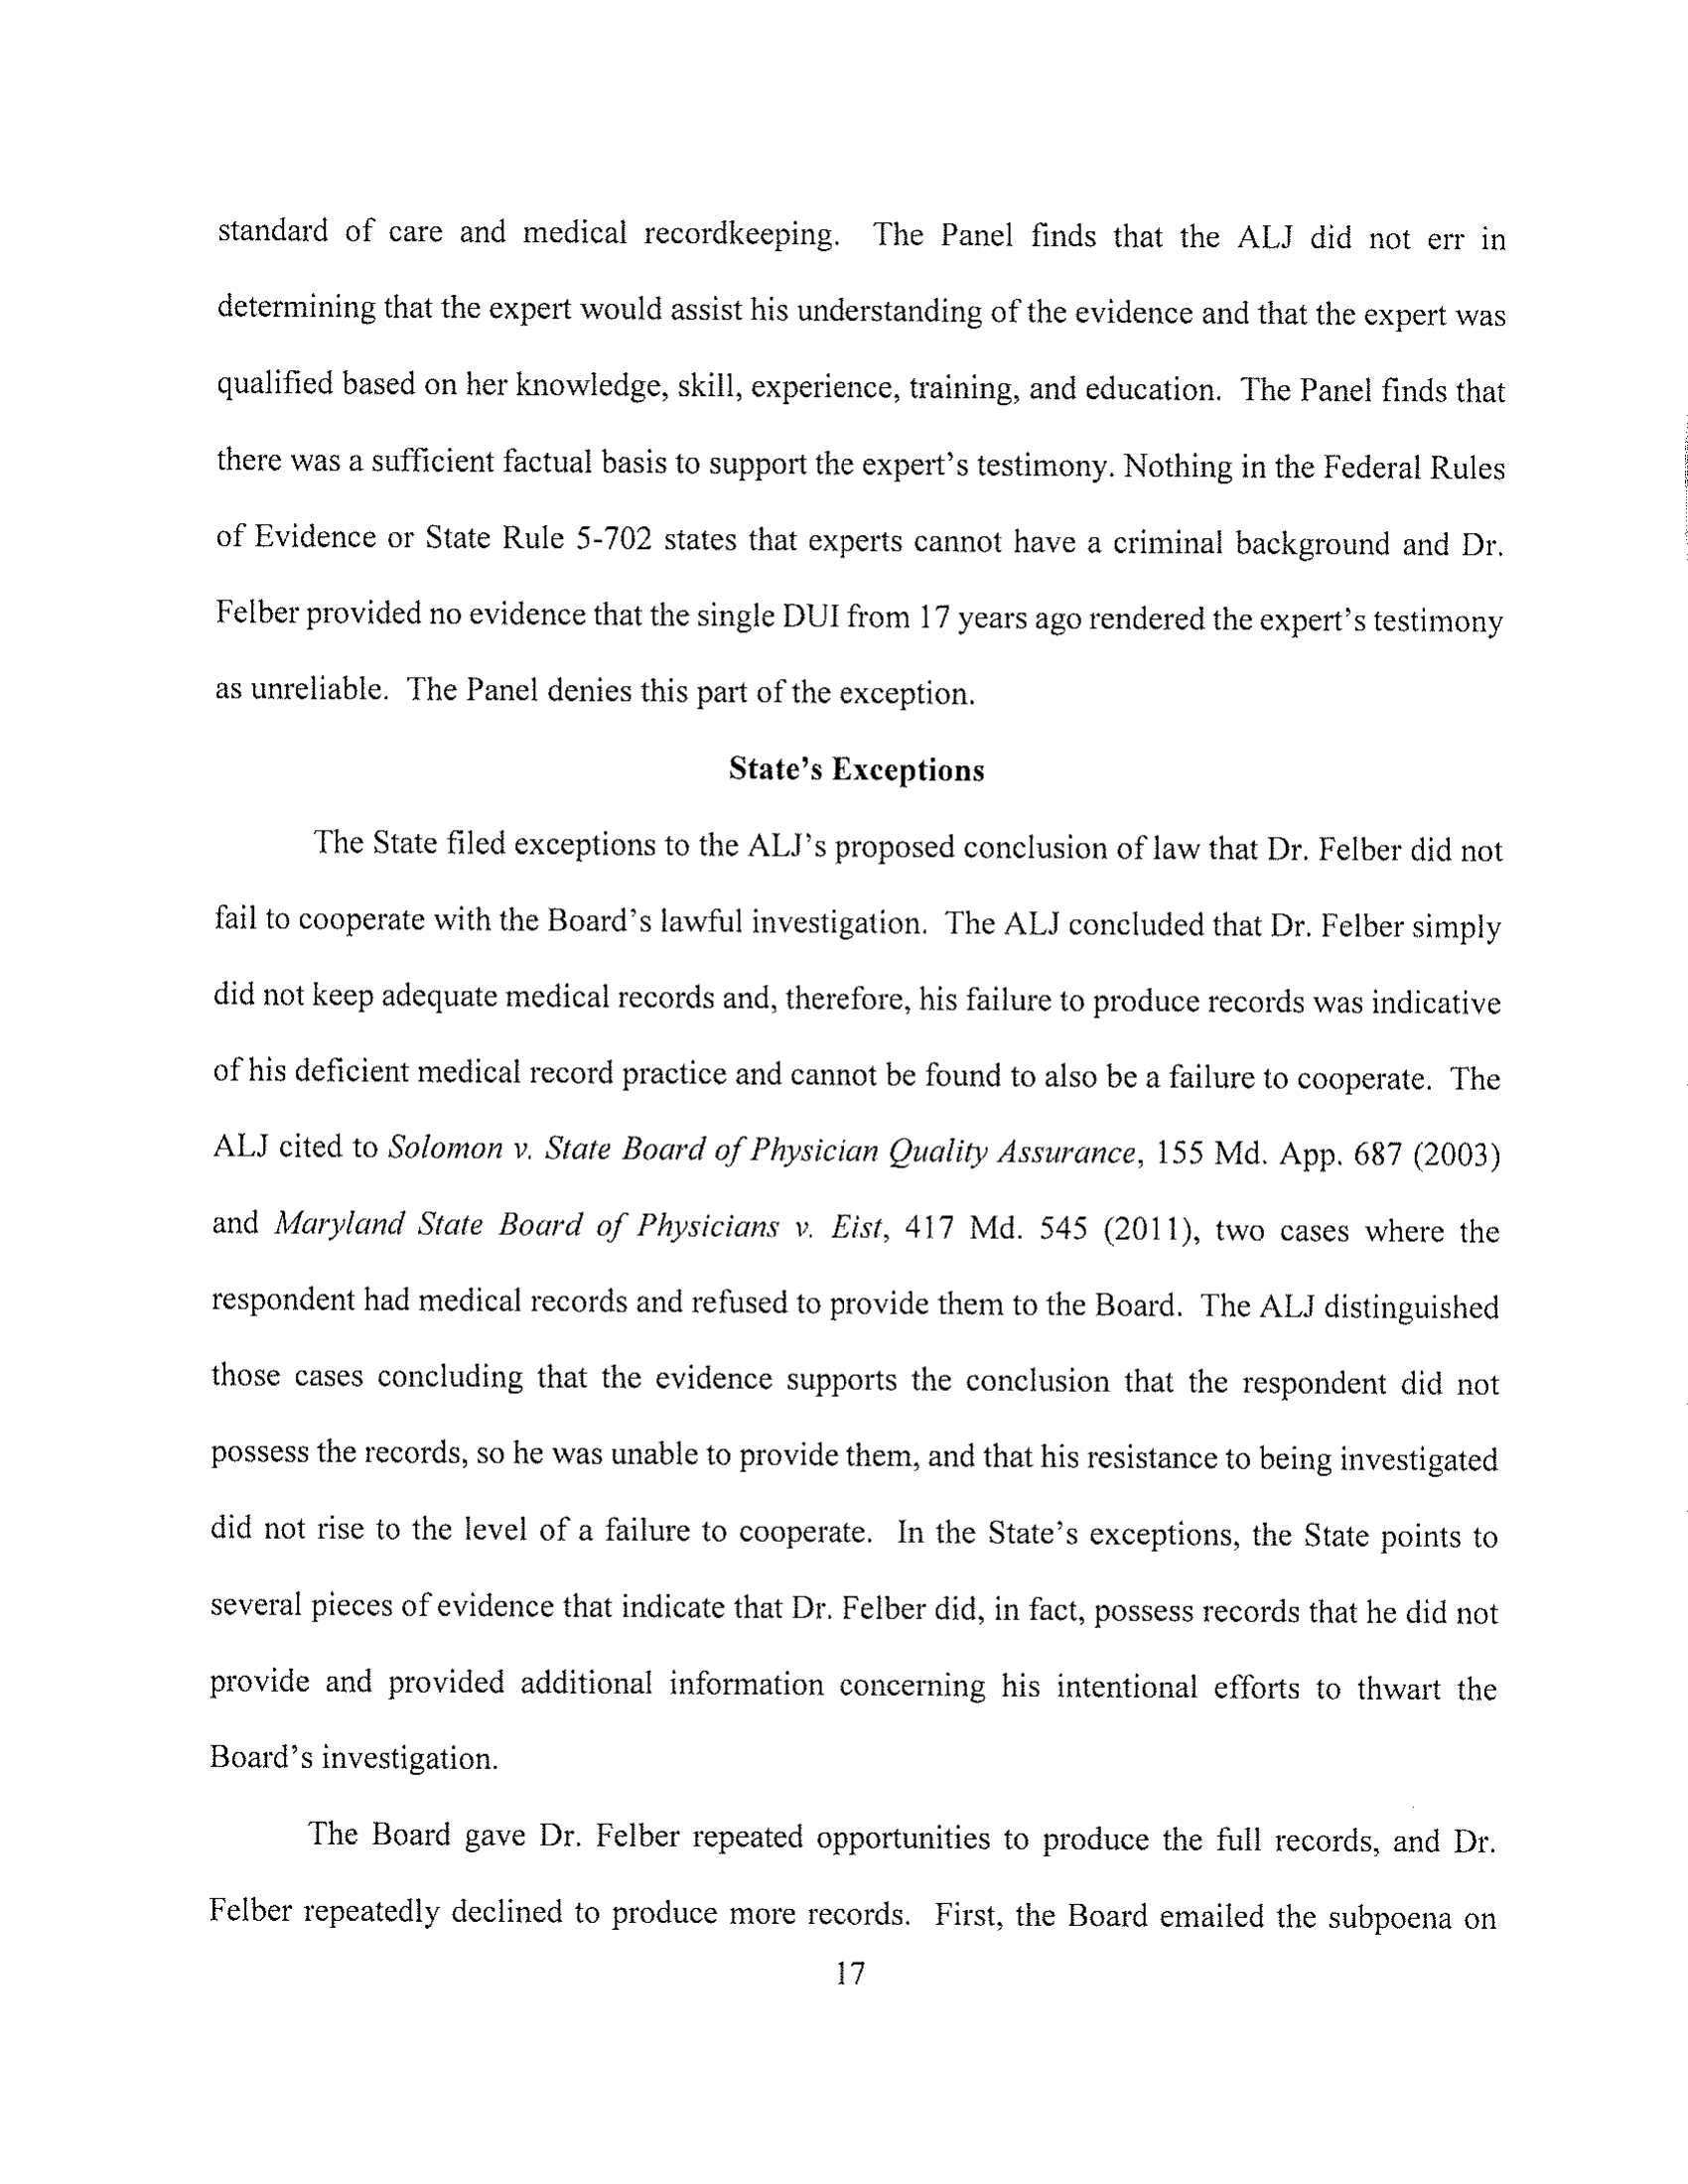 standard of care and medical recordkeeping. The Panel finds that the ALJ did not err in
determining that the expert would assist his understanding of the evidence and that the expert was
qualified based on her knowledge, skill, experience, training, and education. The Panel finds that
there was a sufficient factual basis to support the expert's testimony. Nothing in the Federal Rules
of Evidence or State Rule 5-702 states that experts cannot have a criminal background and Dr.
Felber provided no evidence that the single DUI from 17 years ago rendered the expert's testimony
as unreliable. The Panel denies this part of the exception.
State's Exceptions
The State filed exceptions to the ALJ's proposed conclusion of law that Dr. Felber did not
fail to cooperate with the Board's lawful investigation. The ALJ concluded that Dr. Felber simply
did not keep adequate medical records and, therefore, his failure to produce records was indicative
of his deficient medical record practice and cannot be found to also be a failure to cooperate. The
ALJ cited to Solomon v. State Board of Physician Quality Assurance, 155 Md. App. 687 (2003)
and Maryland State Board of Physicians v. Eist, 417 Md. 545 (2011), two cases where the
respondent had medical records and refused to provide them to the Board. The ALJ distinguished
those cases concluding that the evidence supports the conclusion that the respondent did not
possess the records, so he was unable to provide them, and that his resistance to being investigated
did not rise to the level of a failure to cooperate. In the State's exceptions, the State points to
several pieces of evidence that indicate that Dr. Felber did, in fact, possess records that he did not
provide and provided additional information concerning his intentional efforts to thwart the
Board's investigation.
The Board gave Dr. Felber repeated opportunities to produce the full records, and Dr.
Felber repeatedly declined to produce more records. First, the Board emailed the subpoena on
17